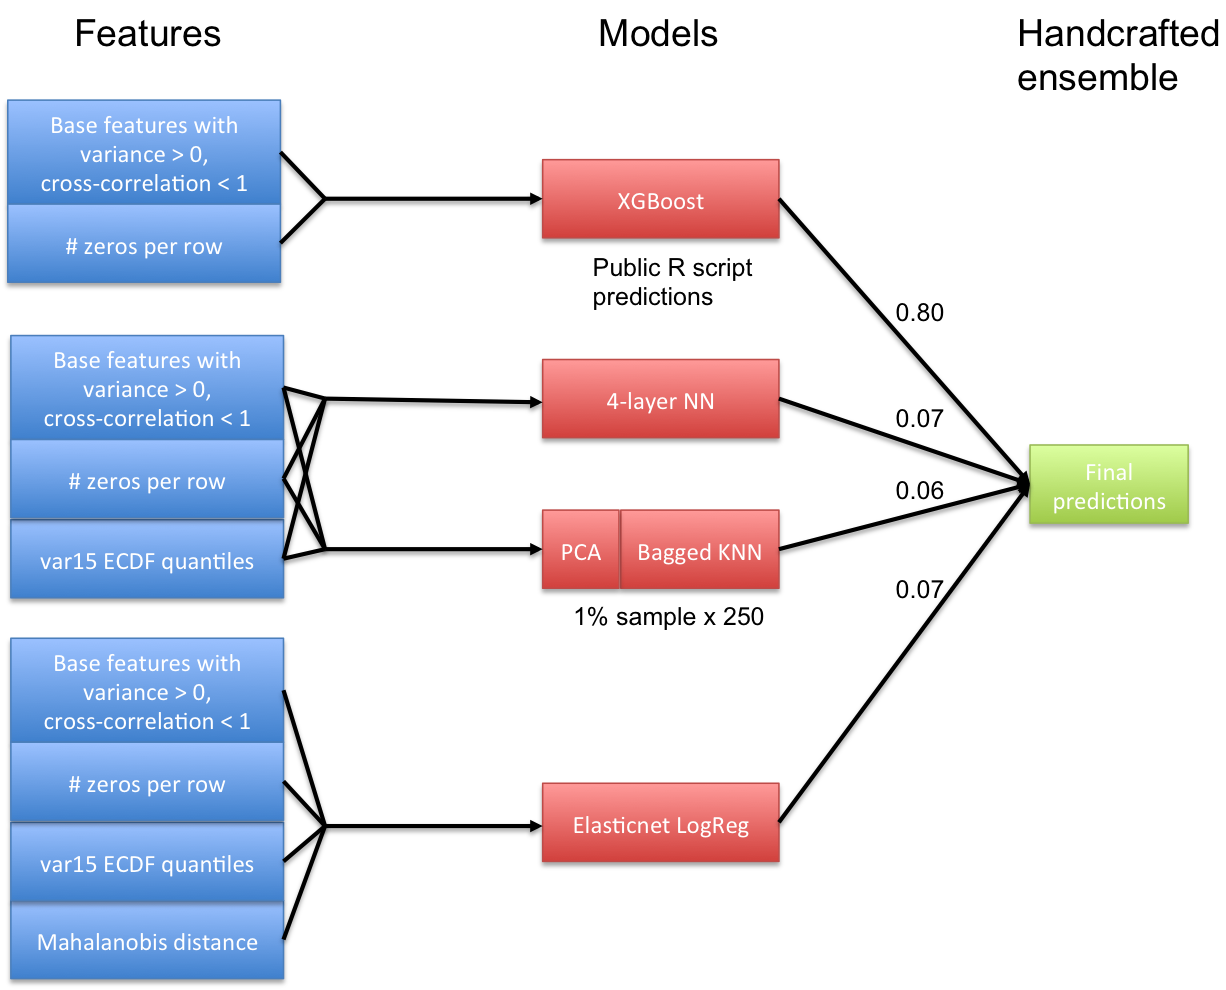 Features
Models
Handcrafted
ensemble
Base features with
variance > 0,
cross-correlation < 1
# zeros per row
XGBoost
Public R script
predictions
0.80
Base features with
variance > 0,
cross-correlation < 1
# zeros per row
var15 ECDF quantiles
4-layer NN
0.07
PCA
Bagged KNN
1% sample x 250
0.06
Final
predictions
Base features with
variance > 0,
cross-correlation < 1
# zeros per row
var15 ECDF quantiles
Mahalanobis distance
Elasticnet LogReg
0.07